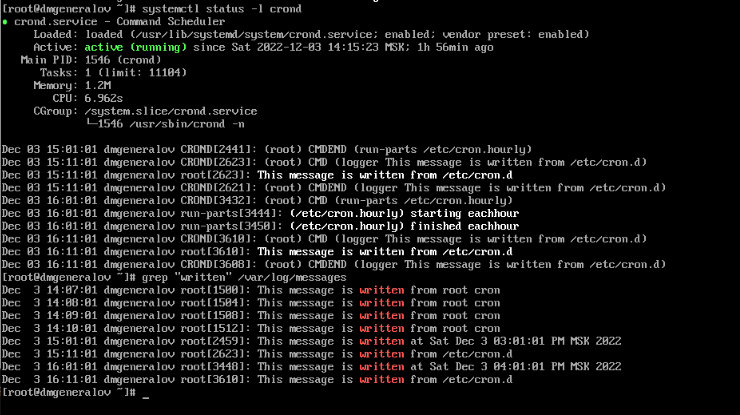 [root@dmgeneralov ~]# systemctl status -l crond
● crond.service - Command Scheduler
Loaded: loaded (/usr/lib/systemd/system/crond.service; enabled; vendor preset: enabled)
Active: active (running) since Sat 2022-12-03 14:15:23 MSK; 1h 56min ago
Main PID: 1546 (crond)
Tasks: 1 (limit: 11104)
Memory: 1.2M
CPU: 6.962s
CGroup: /system.slice/crond.service
└─1546 /usr/sbin/crond -n
Dec 03 15:01:01 dmgeneralov CROND[2441]: (root) CMDEND (run-parts /etc/cron.hourly)
Dec 03 15:11:01 dmgeneralov CROND[2623]: (root) CMD (logger This message is written from /etc/cron.d)
Dec 03 15:11:01 dmgeneralov root[2623]: This message is written from /etc/cron.d
Dec 03 15:11:01 dmgeneralov CROND[2621]: (root) CMDEND (logger This message is written from /etc/cron.d)
Dec 03 16:01:01 dmgeneralov CROND[3432]: (root) CMD (run-parts /etc/cron.hourly)
Dec 03 16:01:01 dmgeneralov run-parts[3444]: (/etc/cron.hourly) starting eachhour
Dec 03 16:01:01 dmgeneralov run-parts[3450]: (/etc/cron.hourly) finished eachhour
Dec 03 16:11:01 dmgeneralov CROND[3610]: (root) CMD (logger This message is written from /etc/cron.d)
Dec 03 16:11:01 dmgeneralov root[3610]: This message is written from /etc/cron.d
Dec 03 16:11:01 dmgeneralov CROND[3608]: (root) CMDEND (logger This message is written from /etc/cron.d)
[root@dmgeneralov ~]# grep "written" /var/log/messages
Dec  3 14:07:01 dmgeneralov root[1500]: This message is written from root cron
Dec  3 14:08:01 dmgeneralov root[1504]: This message is written from root cron
Dec  3 14:09:01 dmgeneralov root[1508]: This message is written from root cron
Dec  3 14:10:01 dmgeneralov root[1512]: This message is written from root cron
Dec  3 15:01:01 dmgeneralov root[2459]: This message is written at Sat Dec 3 03:01:01 PM MSK 2022
Dec  3 15:11:01 dmgeneralov root[2623]: This message is written from /etc/cron.d
Dec  3 16:01:01 dmgeneralov root[3448]: This message is written at Sat Dec 3 04:01:01 PM MSK 2022
Dec  3 16:11:01 dmgeneralov root[3610]: This message is written from /etc/cron.d
[root@dmgeneralov ~]# _